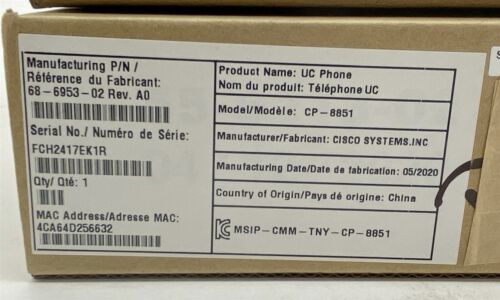 Manufacturing P/N /
Référence du Fabricant:
68-6953-02 Rev. A0
Serial No./ Numéro de Série:
FCH2417EK1R
Qty/ Qté: 1
MAC Address/Adresse MAC:
4CA64D256632
Product Name: UC Phone
Nom du produit: Téléphone UC
Model/Modèle: CP-8851
Manufacturer/Fabricant: CISCO SYSTEMS.INC
Manufacturing Date/Date de fabrication: 05/2020
Country of Origin/Pays dé origine: China
MSIP-CMM-TNY-CP-8851